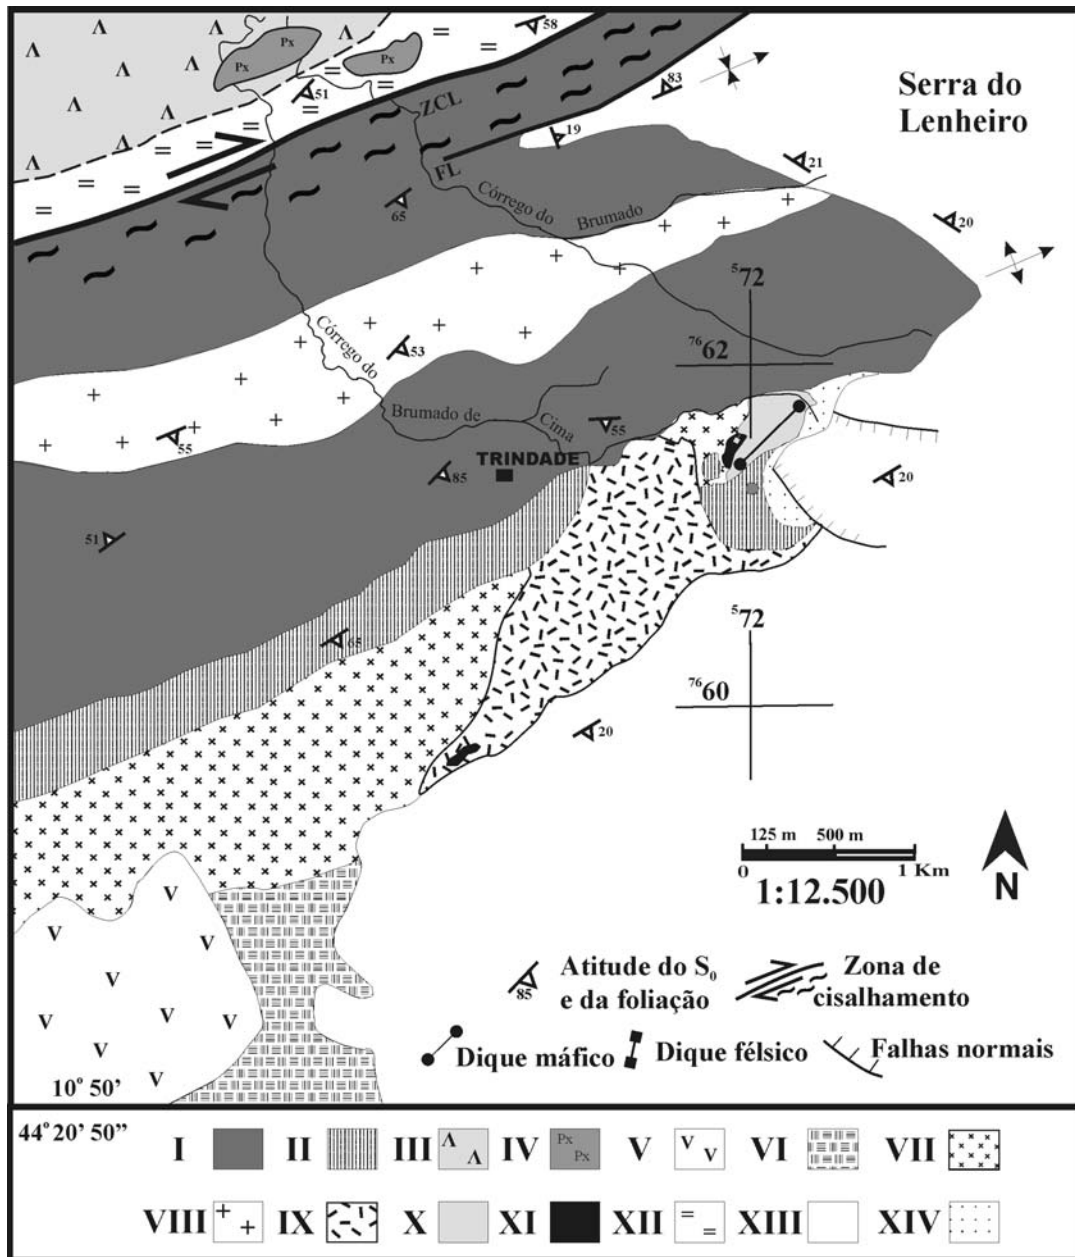 58
Px
Px
Px
51
ZCL
83
Serra do
Lenheiro
19
FL
21
65
Córrego do
Brumado
20
⁵72
Córrego do
53
⁷⁶62
Brumado de
Cima
55
55
TRINDADE
85
20
51
65
⁵72
⁷⁶60
20
125 m 500 m
0 1 Km
1:12.500
N
Atitude do S₀
e da foliação
85
Zona de
cisalhamento
Dique máfico
Dique félsico
Falhas normais
10° 50’
44° 20’ 50”
I II III IV Px Px V VI VII
VIII IX X XI XII XIII XIV